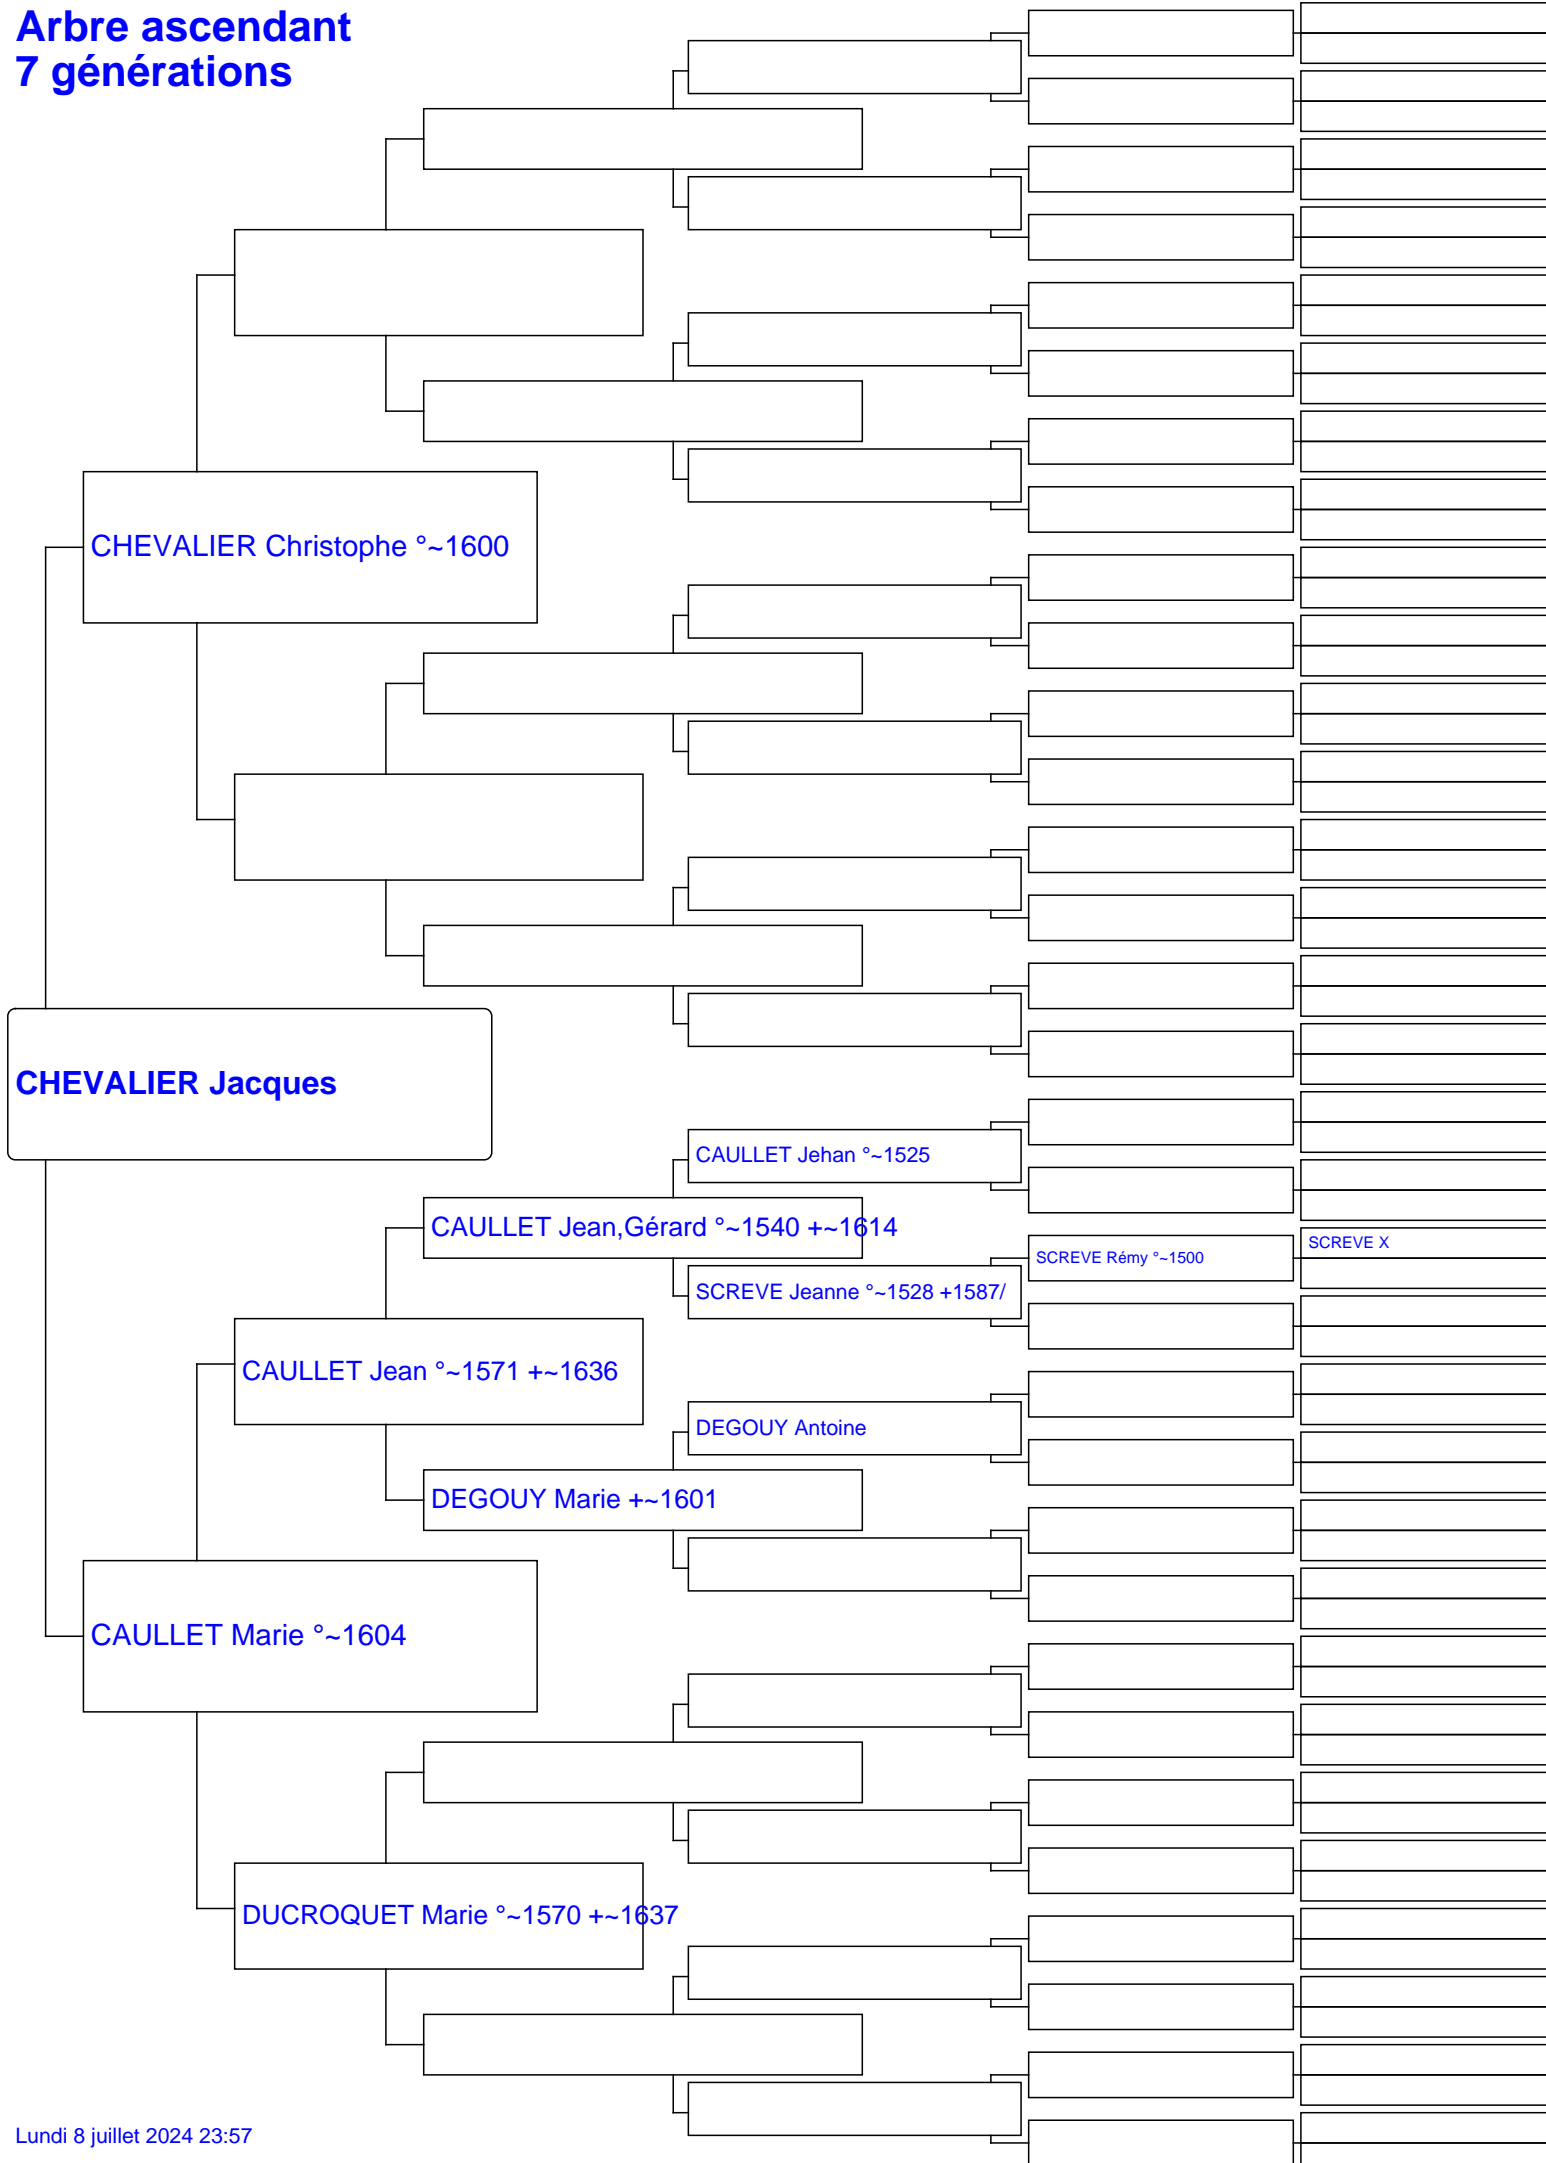 Arbre ascendant
7 générations
CHEVALIER Christophe °~1600
CHEVALIER Jacques
CAULLET Jehan °~1525
CAULLET Jean,Gérard °~1540 +~1614
SCREVE X
SCREVE Rémy °~1500
SCREVE Jeanne °~1528 +1587/
CAULLET Jean °~1571 +~1636
DEGOUY Antoine
DEGOUY Marie +~1601
CAULLET Marie °~1604
DUCROQUET Marie °~1570 +~1637
Lundi 8 juillet 2024 23:57